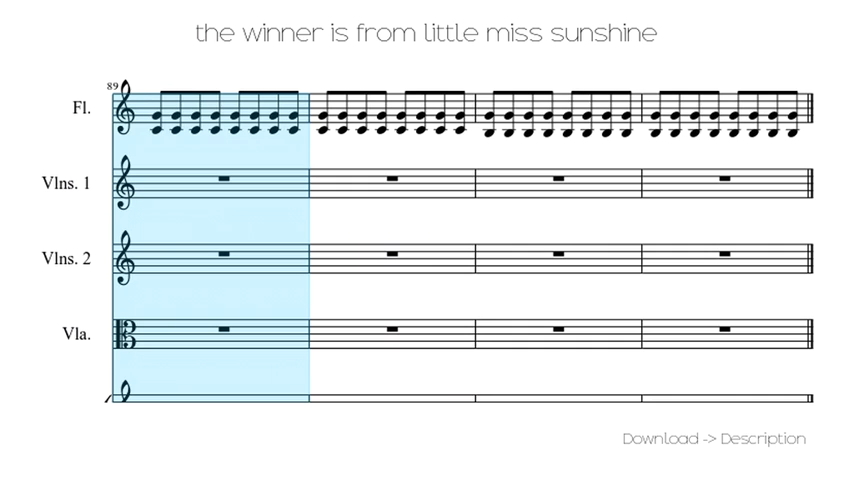 the winner is from little miss sunshine
89
Fl.
Vlns. 1
Vlns. 2
Vla.
Download -> Description